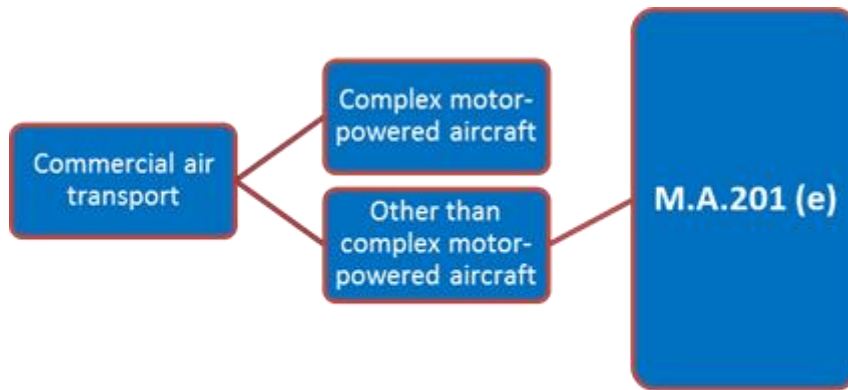 Commercial air
transport
Complex motor-
powered aircraft
Other than
complex motor-
powered aircraft
M.A.201 (e)